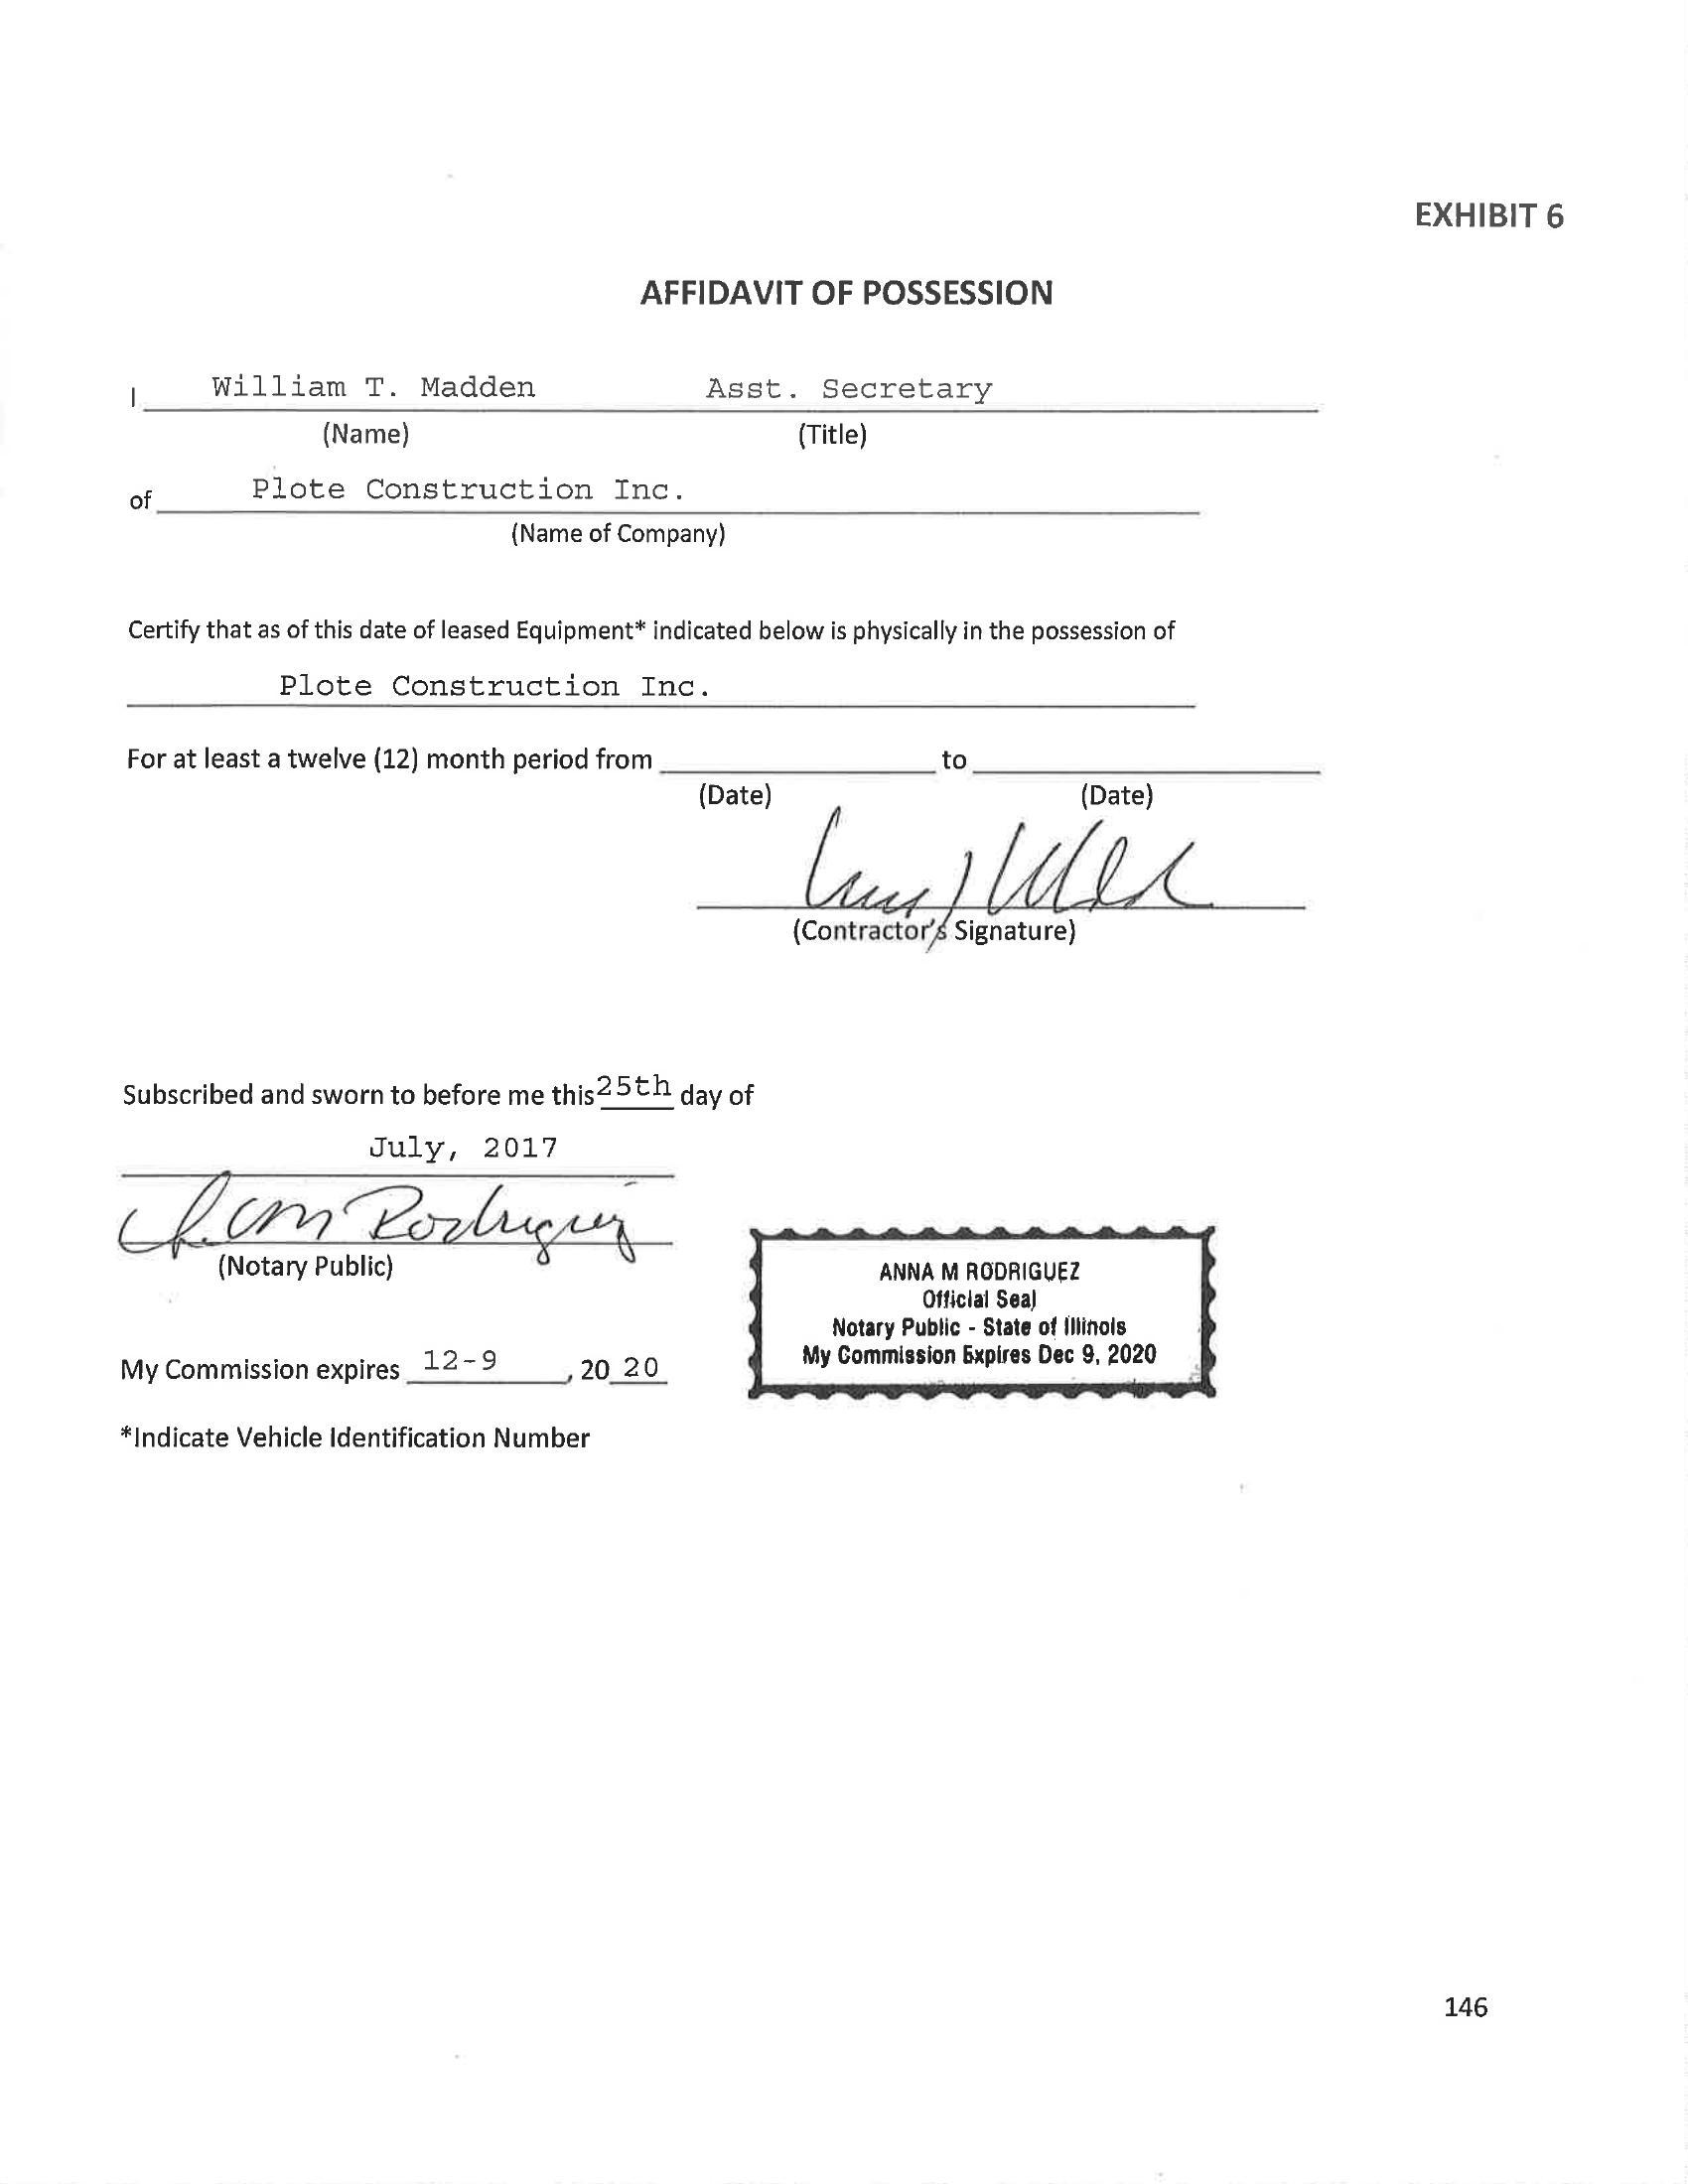 EXHIBIT 6
AFFIDAVIT OF POSSESSION
I William T. Madden Asst. Secretary
(Name) (Title)
of Plote Construction Inc.
(Name of Company)
Certify that as of this date of leased Equipment* indicated below is physically in the possession of
Plote Construction Inc.
For at least a twelve (12) month period from to
(Date) (Date)
(Contractor's Signature)
Subscribed and sworn to before me this 25th day of
July, 2017
Rodriguez
(Notary Public)
ANNA M RODRIGUEZ
Official Seal
Notary Public - State of Illinois
My Commission Expires Dec 9, 2020
My Commission expires 12-9, 20 20
*Indicate Vehicle Identification Number
146